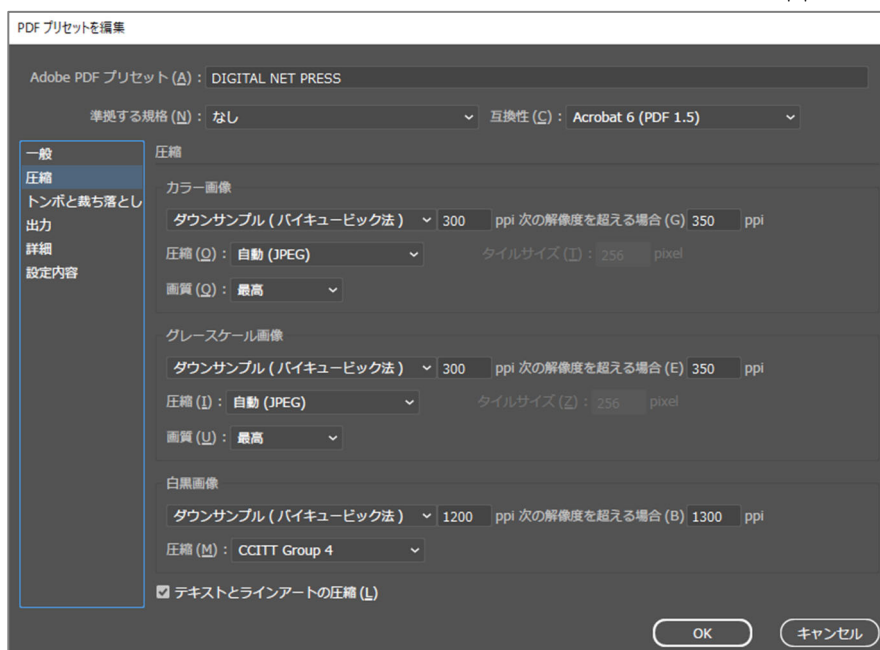 PDF プリセットを編集
Adobe PDF プリセット (A) : DIGITAL NET PRESS
準拠する規格 (N) : なし 互換性 (C) : Acrobat 6 (PDF 1.5)
一般
圧縮
トンボと裁ち落とし
出力
詳細
設定内容
圧縮
カラー画像
ダウンサンプル ( バイキュービック法 ) 300 ppi 次の解像度を超える場合 (G) 350 ppi
圧縮 (O) : 自動 (JPEG) タイルサイズ (T) : 256 pixel
画質 (Q) : 最高
グレースケール画像
ダウンサンプル ( バイキュービック法 ) 300 ppi 次の解像度を超える場合 (E) 350 ppi
圧縮 (I) : 自動 (JPEG) タイルサイズ (Z) : 256 pixel
画質 (U) : 最高
白黒画像
ダウンサンプル ( バイキュービック法 ) 1200 ppi 次の解像度を超える場合 (B) 1300 ppi
圧縮 (M) : CCITT Group 4
テキストとラインアートの圧縮 (L)
OK キャンセル